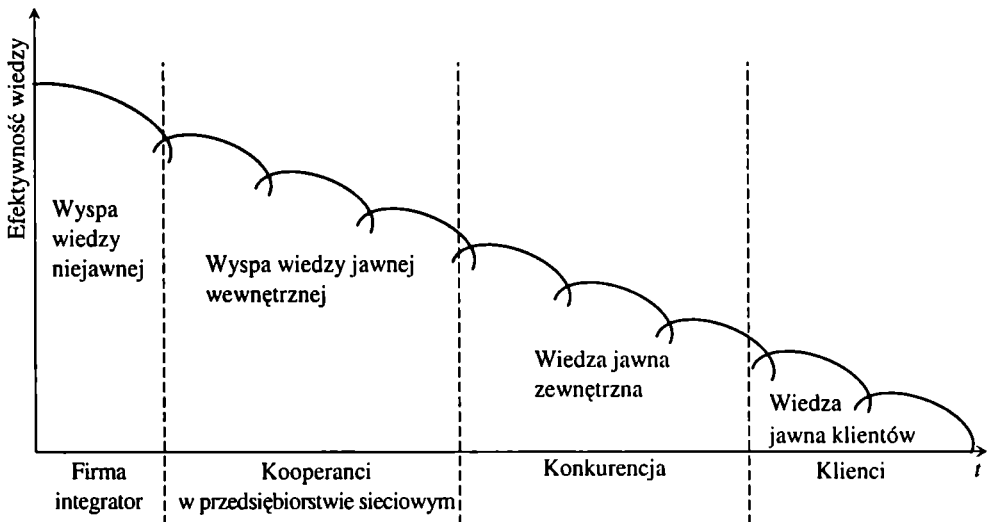 Efektywność wiedzy
Wyspa
wiedzy
niejawnej
Wyspa wiedzy jawnej
wewnętrznej
Wiedza jawna
zewnętrzna
Wiedza
jawna klientów
Firma
integrator
Kooperanci
w przedsiębiorstwie sieciowym
Konkurencja
Klienci
t